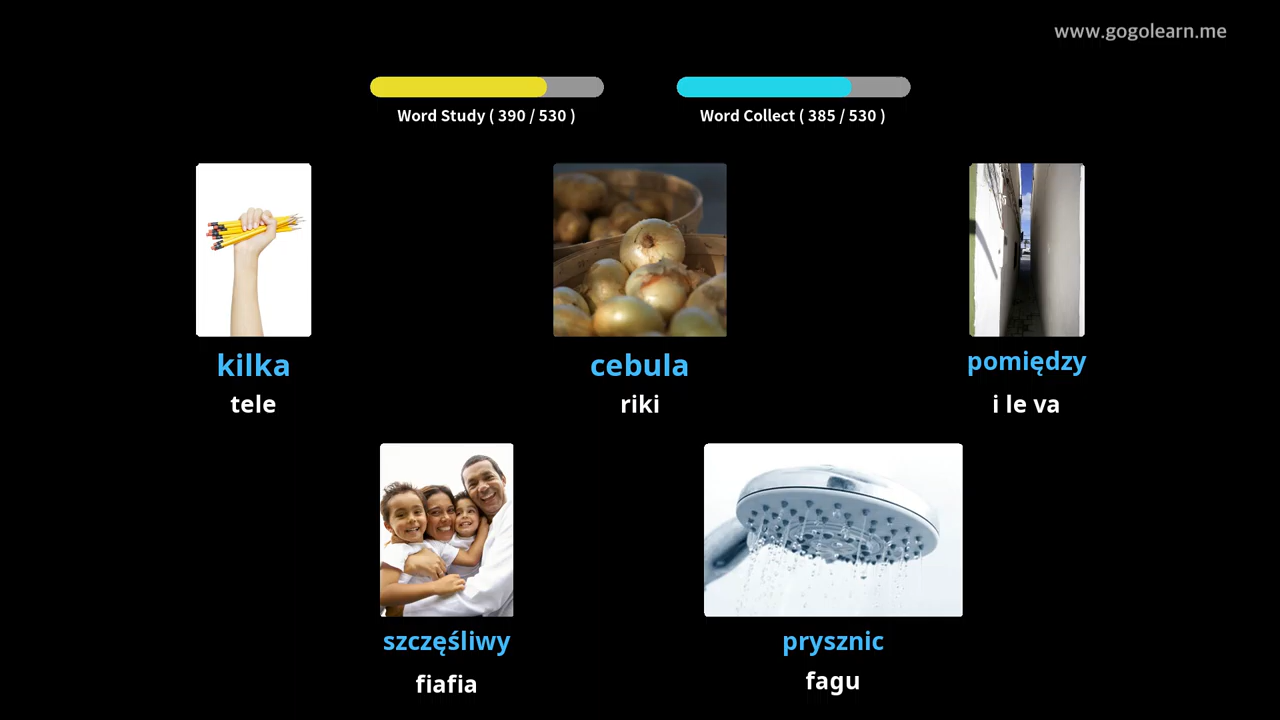 www.gogolearn.me
Word Study ( 390 / 530 )
Word Collect ( 385 / 530 )
kilka
tele
cebula
riki
pomiędzy
i le va
szczęśliwy
fiafia
prysznic
fagu